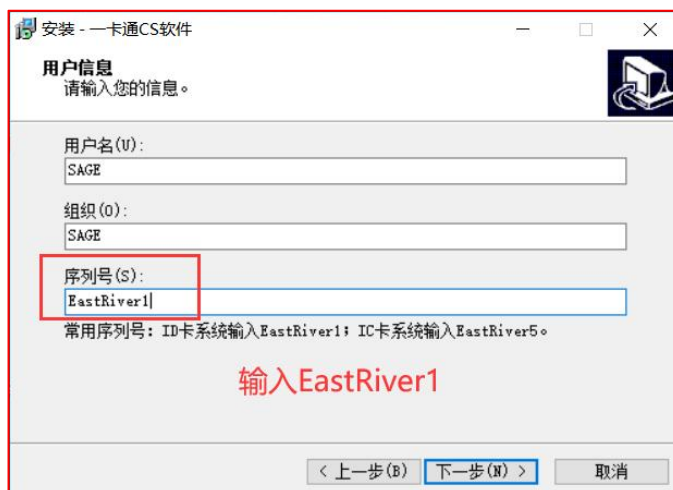 安装 - 一卡通CS软件
用户信息
请输入您的信息。
用户名(U):
SAGE
组织(O):
SAGE
序列号(S):
EastRiver1
常用序列号: ID卡系统输入EastRiver1; IC卡系统输入EastRiver5。
输入EastRiver1
< 上一步(B) 下一步(N) > 取消